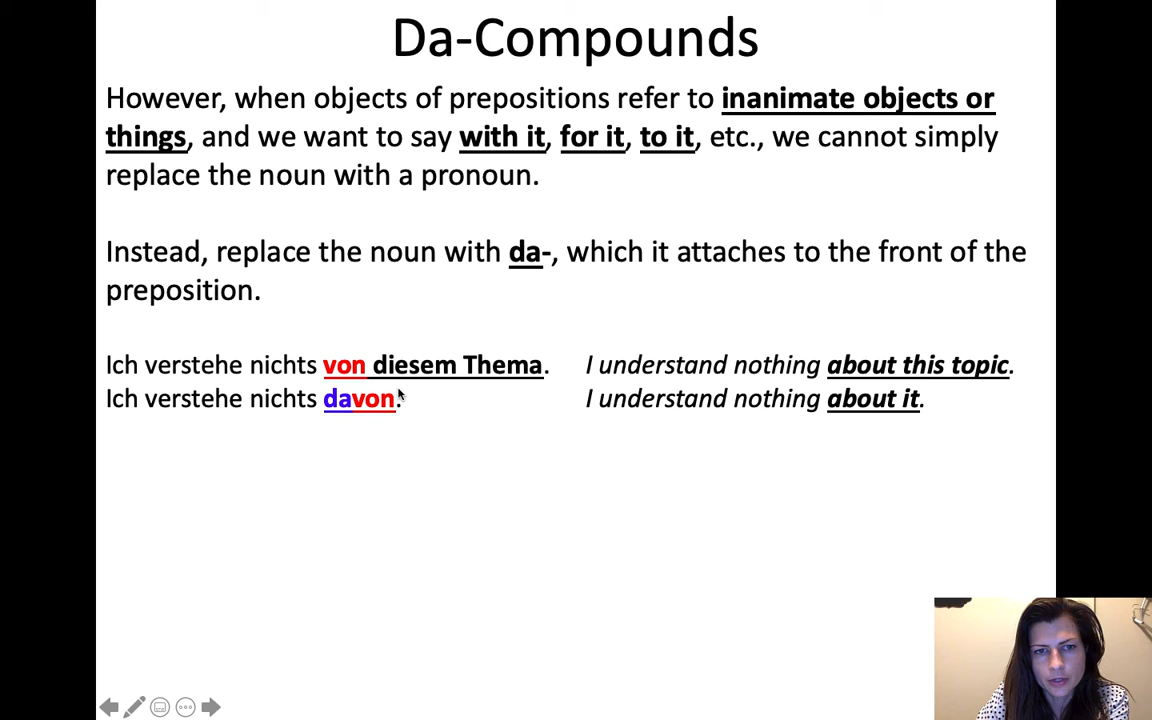 Da-Compounds
However, when objects of prepositions refer to inanimate objects or
things, and we want to say with it, for it, to it, etc., we cannot simply
replace the noun with a pronoun.
Instead, replace the noun with da-, which it attaches to the front of the
preposition.
Ich verstehe nichts von diesem Thema. I understand nothing about this topic.
Ich verstehe nichts davon. I understand nothing about it.